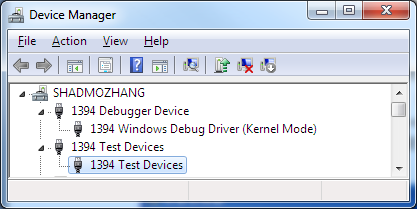 Device Manager
File Action View Help
SHADMOZHANG
1394 Debugger Device
1394 Windows Debug Driver (Kernel Mode)
1394 Test Devices
1394 Test Devices